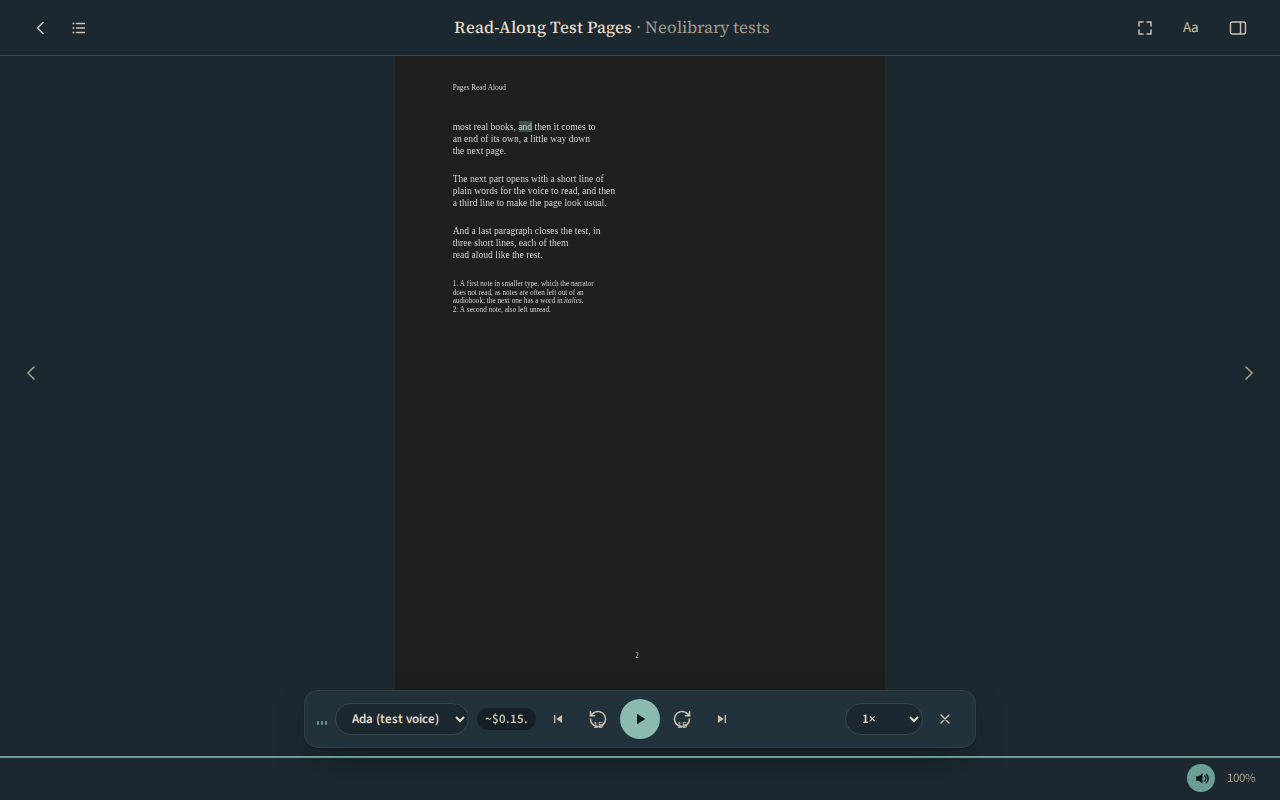 Read-Along Test Pages · Neolibrary tests
Aa
Pages Read Aloud
most real books, and then it comes to
an end of its own, a little way down
the next page.
The next part opens with a short line of
plain words for the voice to read, and then
a third line to make the page look usual.
And a last paragraph closes the test, in
three short lines, each of them
read aloud like the rest.
1. A first note in smaller type, which the narrator
does not read, as notes are often left out of an
audiobook; the next one has a word in italics.
2. A second note, also left unread.
2
Ada (test voice)
~$0.15.
15
15
1×
100%